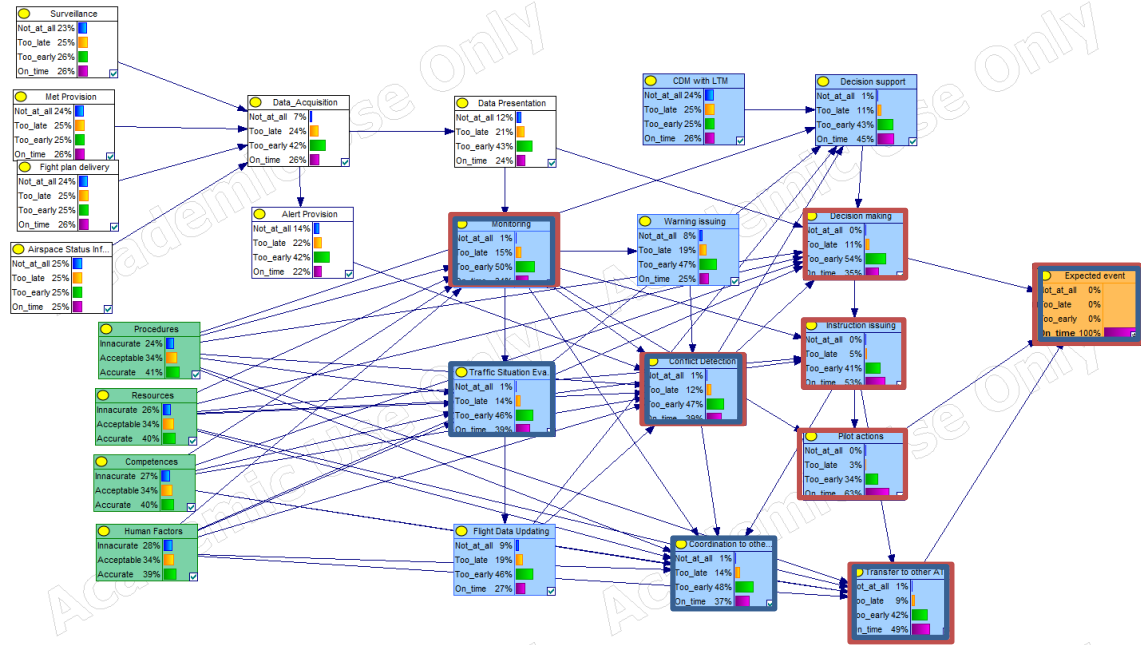 Surveillance
Not_at_all 23%
Too_late 25%
Too_early 26%
On_time 26%
Met Provision
Not_at_all 24%
Too_late 25%
Too_early 25%
On_time 26%
Fight plan delivery
Not_at_all 24%
Too_late 25%
Too_early 25%
On_time 26%
Airspace Status Inf...
Not_at_all 25%
Too_late 25%
Too_early 25%
On_time 25%
Data_Acquisition
Not_at_all 7%
Too_late 24%
Too_early 42%
On_time 26%
Alert Provision
Not_at_all 14%
Too_late 22%
Too_early 42%
On_time 22%
Data Presentation
Not_at_all 12%
Too_late 21%
Too_early 43%
On_time 24%
CDM with LTM
Not_at_all 24%
Too_late 25%
Too_early 25%
On_time 26%
Decision support
Not_at_all 1%
Too_late 11%
Too_early 43%
On_time 45%
Monitoring
Not_at_all 1%
Too_late 15%
Too_early 50%
Warning issuing
Not_at_all 8%
Too_late 19%
Too_early 47%
On_time 25%
Decision making
Not_at_all 0%
Too_late 11%
Too_early 54%
On_time 35%
Expected event
ot_at_all 0%
oo_late 0%
oo_early 0%
On_time 100%
Procedures
Innacurate 24%
Acceptable 34%
Accurate 41%
Resources
Innacurate 26%
Acceptable 34%
Accurate 40%
Competences
Innacurate 27%
Acceptable 34%
Accurate 40%
Human Factors
Innacurate 28%
Acceptable 34%
Accurate 39%
Traffic Situation Eva...
Not_at_all 1%
Too_late 14%
Too_early 46%
On_time 39%
Conflict Detection
Not_at_all 1%
Too_late 12%
Too_early 47%
On_time 39%
Instruction issuing
Not_at_all 0%
Too_late 5%
Too_early 41%
On_time 53%
Pilot actions
Not_at_all 0%
Too_late 3%
Too_early 34%
On_time 63%
Flight Data Updating
Not_at_all 9%
Too_late 19%
Too_early 46%
On_time 27%
Coordination to othe...
Not_at_all 1%
Too_late 14%
Too_early 48%
On_time 37%
Transfer to other AT
ot_at_all 1%
oo_late 9%
oo_early 42%
n_time 49%
Academic Use Only